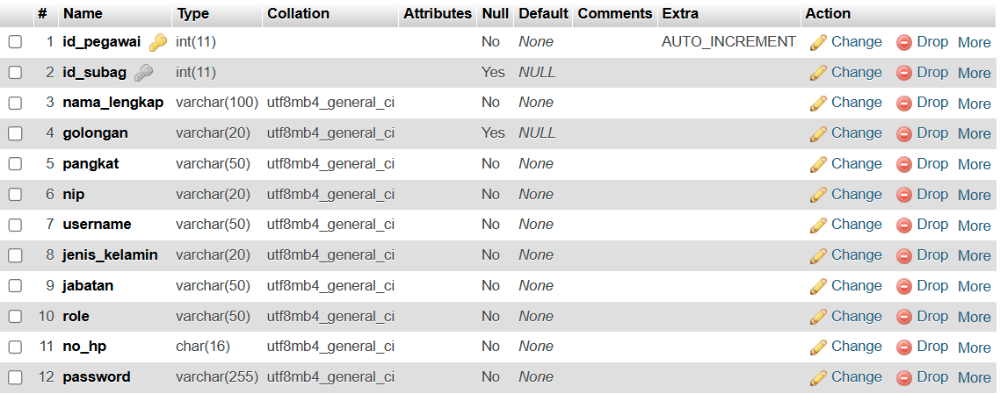 # Name Type Collation Attributes Null Default Comments Extra Action
1 id_pegawai int(11) No None AUTO_INCREMENT Change Drop More
2 id_subag int(11) Yes NULL Change Drop More
3 nama_lengkap varchar(100) utf8mb4_general_ci No None Change Drop More
4 golongan varchar(20) utf8mb4_general_ci Yes NULL Change Drop More
5 pangkat varchar(50) utf8mb4_general_ci No None Change Drop More
6 nip varchar(20) utf8mb4_general_ci No None Change Drop More
7 username varchar(50) utf8mb4_general_ci No None Change Drop More
8 jenis_kelamin varchar(20) utf8mb4_general_ci No None Change Drop More
9 jabatan varchar(50) utf8mb4_general_ci No None Change Drop More
10 role varchar(50) utf8mb4_general_ci No None Change Drop More
11 no_hp char(16) utf8mb4_general_ci No None Change Drop More
12 password varchar(255) utf8mb4_general_ci No None Change Drop More